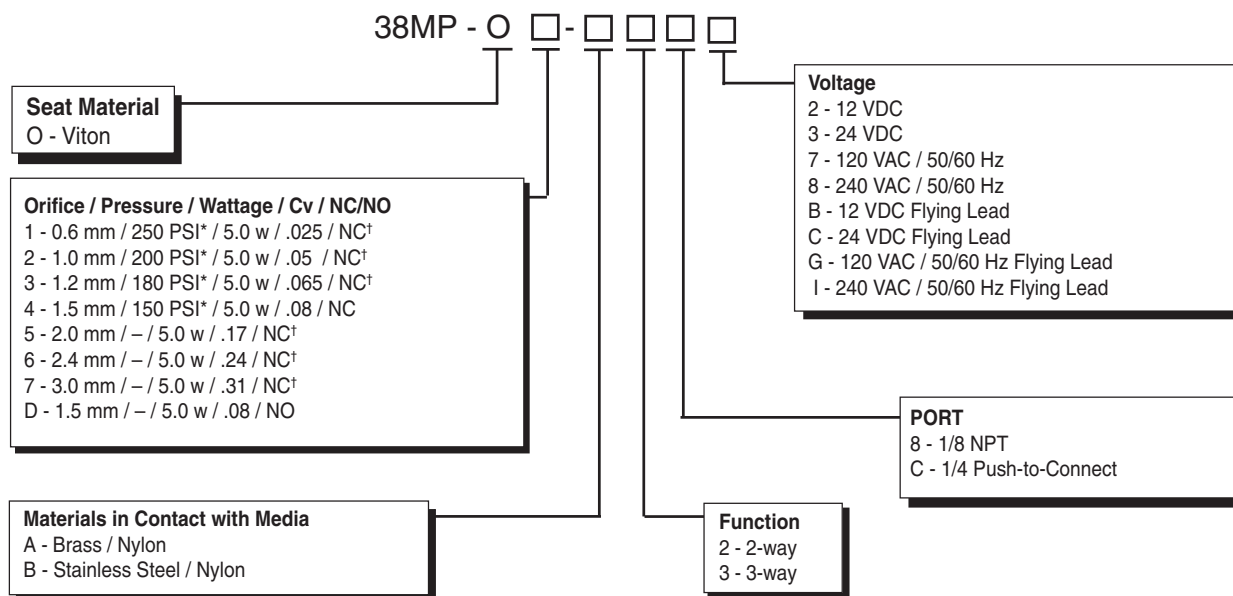 38MP - O □ - □ □ □ □
Seat Material
O - Viton
Orifice / Pressure / Wattage / Cv / NC/NO
1 - 0.6 mm / 250 PSI* / 5.0 w / .025 / NC†
2 - 1.0 mm / 200 PSI* / 5.0 w / .05 / NC†
3 - 1.2 mm / 180 PSI* / 5.0 w / .065 / NC†
4 - 1.5 mm / 150 PSI* / 5.0 w / .08 / NC
5 - 2.0 mm / – / 5.0 w / .17 / NC†
6 - 2.4 mm / – / 5.0 w / .24 / NC†
7 - 3.0 mm / – / 5.0 w / .31 / NC†
D - 1.5 mm / – / 5.0 w / .08 / NO
Materials in Contact with Media
A - Brass / Nylon
B - Stainless Steel / Nylon
Function
2 - 2-way
3 - 3-way
PORT
8 - 1/8 NPT
C - 1/4 Push-to-Connect
Voltage
2 - 12 VDC
3 - 24 VDC
7 - 120 VAC / 50/60 Hz
8 - 240 VAC / 50/60 Hz
B - 12 VDC Flying Lead
C - 24 VDC Flying Lead
G - 120 VAC / 50/60 Hz Flying Lead
I - 240 VAC / 50/60 Hz Flying Lead